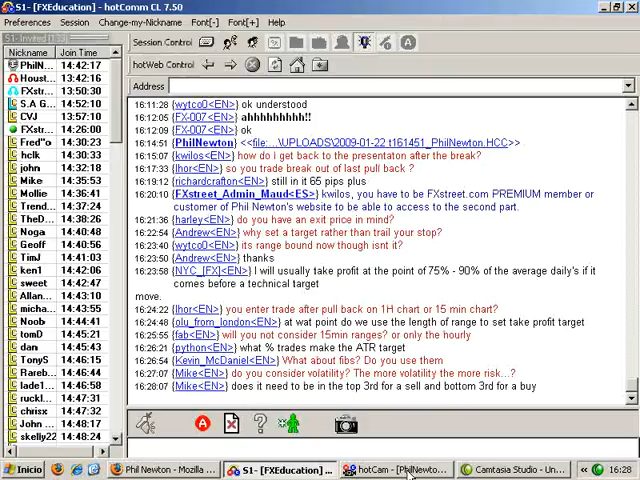 S1- [FXEducation] - hotComm CL 7.50
Preferences Session Change-my-Nickname Font[-] Font[+] Help
S1- Invited (133)
Nickname Join Time
PhilN... 14:42:17
Houst... 13:42:16
FXstr... 13:50:30
S.A G... 14:52:10
CVJ 13:57:10
FXstr... 14:26:00
Fred"o 14:30:23
hclk 14:30:23
john 14:42:18
Mike 14:35:53
Mollie 14:30:41
Trend... 14:37:24
TheD... 14:37:26
Noga 14:40:48
Geoff 14:40:56
TimJ 14:41:03
ken1 14:42:06
sweet 14:42:47
Allan... 14:43:10
micha... 14:43:32
Noob 14:44:41
tomD 14:44:42
dan 14:44:43
TonyS 14:46:15
Rareb... 14:47:44
lade1... 14:47:58
ruckl... 14:47:31
chrisx 14:47:32
John ... 14:48:17
skelly22 14:48:24
Session Control
hotWeb Control
Address
16:11:28 {wytco0<EN>} ok understood
16:12:05 {FX-007<EN>} ahhhhhhhhh!!
16:12:09 {FX-007<EN>} ok
16:14:51 {PhilNewton} <<file:...\UPLOADS\2009-01-22 t161451_PhilNewton.HCC>
16:15:07 {kwilos<EN>} how do i get back to the presentaton after the break?
16:17:33 {Ihor<EN>} so you trade break out of last pull back ?
16:19:12 {richardcrafton<EN>} still in it 65 pips plus
16:20:10 {FXstreet_Admin_Maud<ES>} kwilos, you have to be FXstreet.com PREMIUM member or
customer of Phil Newton's website to be able to access to the second part.
16:21:36 {harley<EN>} do you have an exit price in mind?
16:22:54 {Andrew<EN>} why set a target rather than trail your stop?
16:23:40 {wytco0<EN>} its range bound now though isnt it?
16:23:52 {Andrew<EN>} thanks
16:23:58 {NYC_[FX]<EN>} I will usually take profit at the point of 75% - 90% of the average daily's if it comes before a technical target
move.
16:24:22 {Ihor<EN>} you enter trade after pull back on 1H chart or 15 min chart?
16:24:48 {olu_from_london<EN>} at wat point do we use the length of range to set take profit target
16:25:46 {fab<EN>} will you not consider 15min ranges? or only the hourly
16:26:21 {python<EN>} what % trades make the ATR target
16:26:54 {Kevin_McDaniel<EN>} What about fibs? Do you use them
16:27:07 {Mike<EN>} do you consider volatility? The more volatility the more risk...?
16:28:07 {Mike<EN>} does it need to be in the top 3rd for a sell and bottom 3rd for a buy
Inicio
Phil Newton - Mozilla ...
S1- [FXEducation] ...
hotCam - [PhilNewto...
Camtasia Studio - Un...
16:28